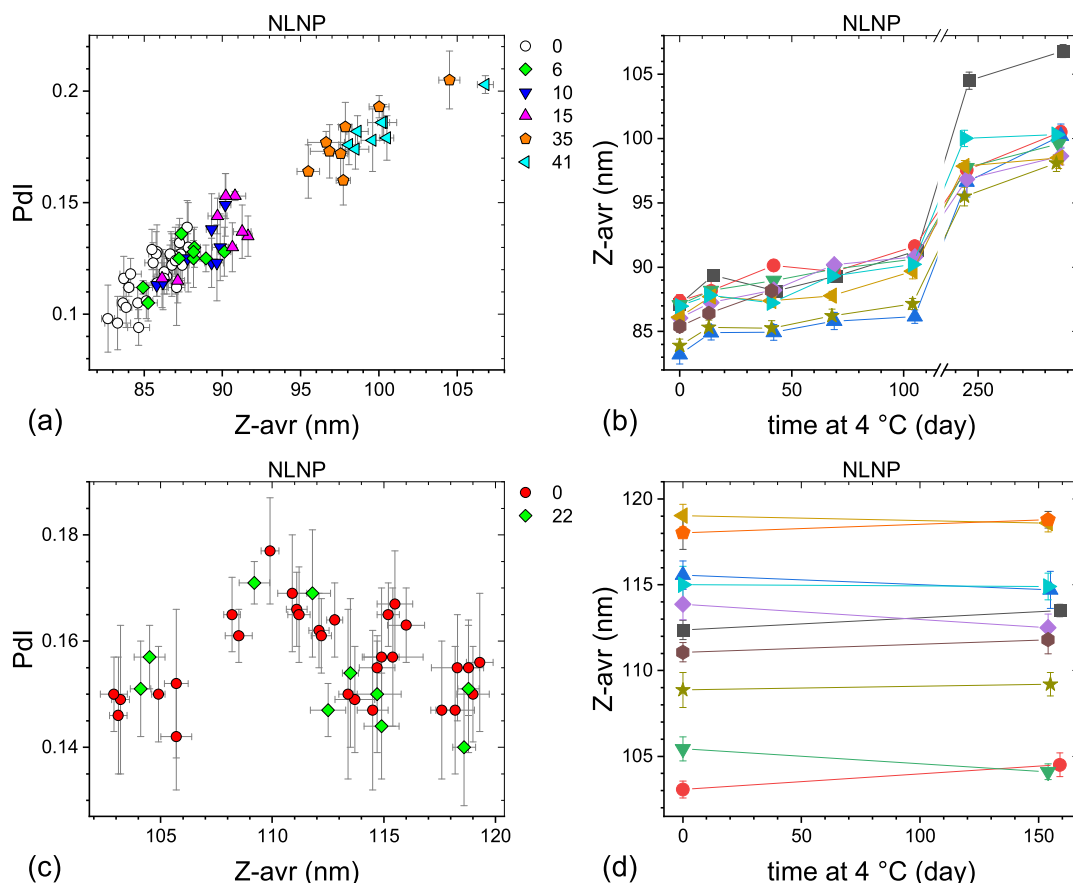 NLNP
0.2
0.15
0.1
PdI
85
90
95
100
105
Z-avr (nm)
(a)
0
6
10
15
35
41
NLNP
105
100
95
90
85
Z-avr (nm)
0
50
100
250
time at 4 °C (day)
(b)
NLNP
0.18
0.16
0.14
PdI
105
110
115
120
Z-avr (nm)
(c)
0
22
NLNP
120
115
110
105
Z-avr (nm)
0
50
100
150
time at 4 °C (day)
(d)